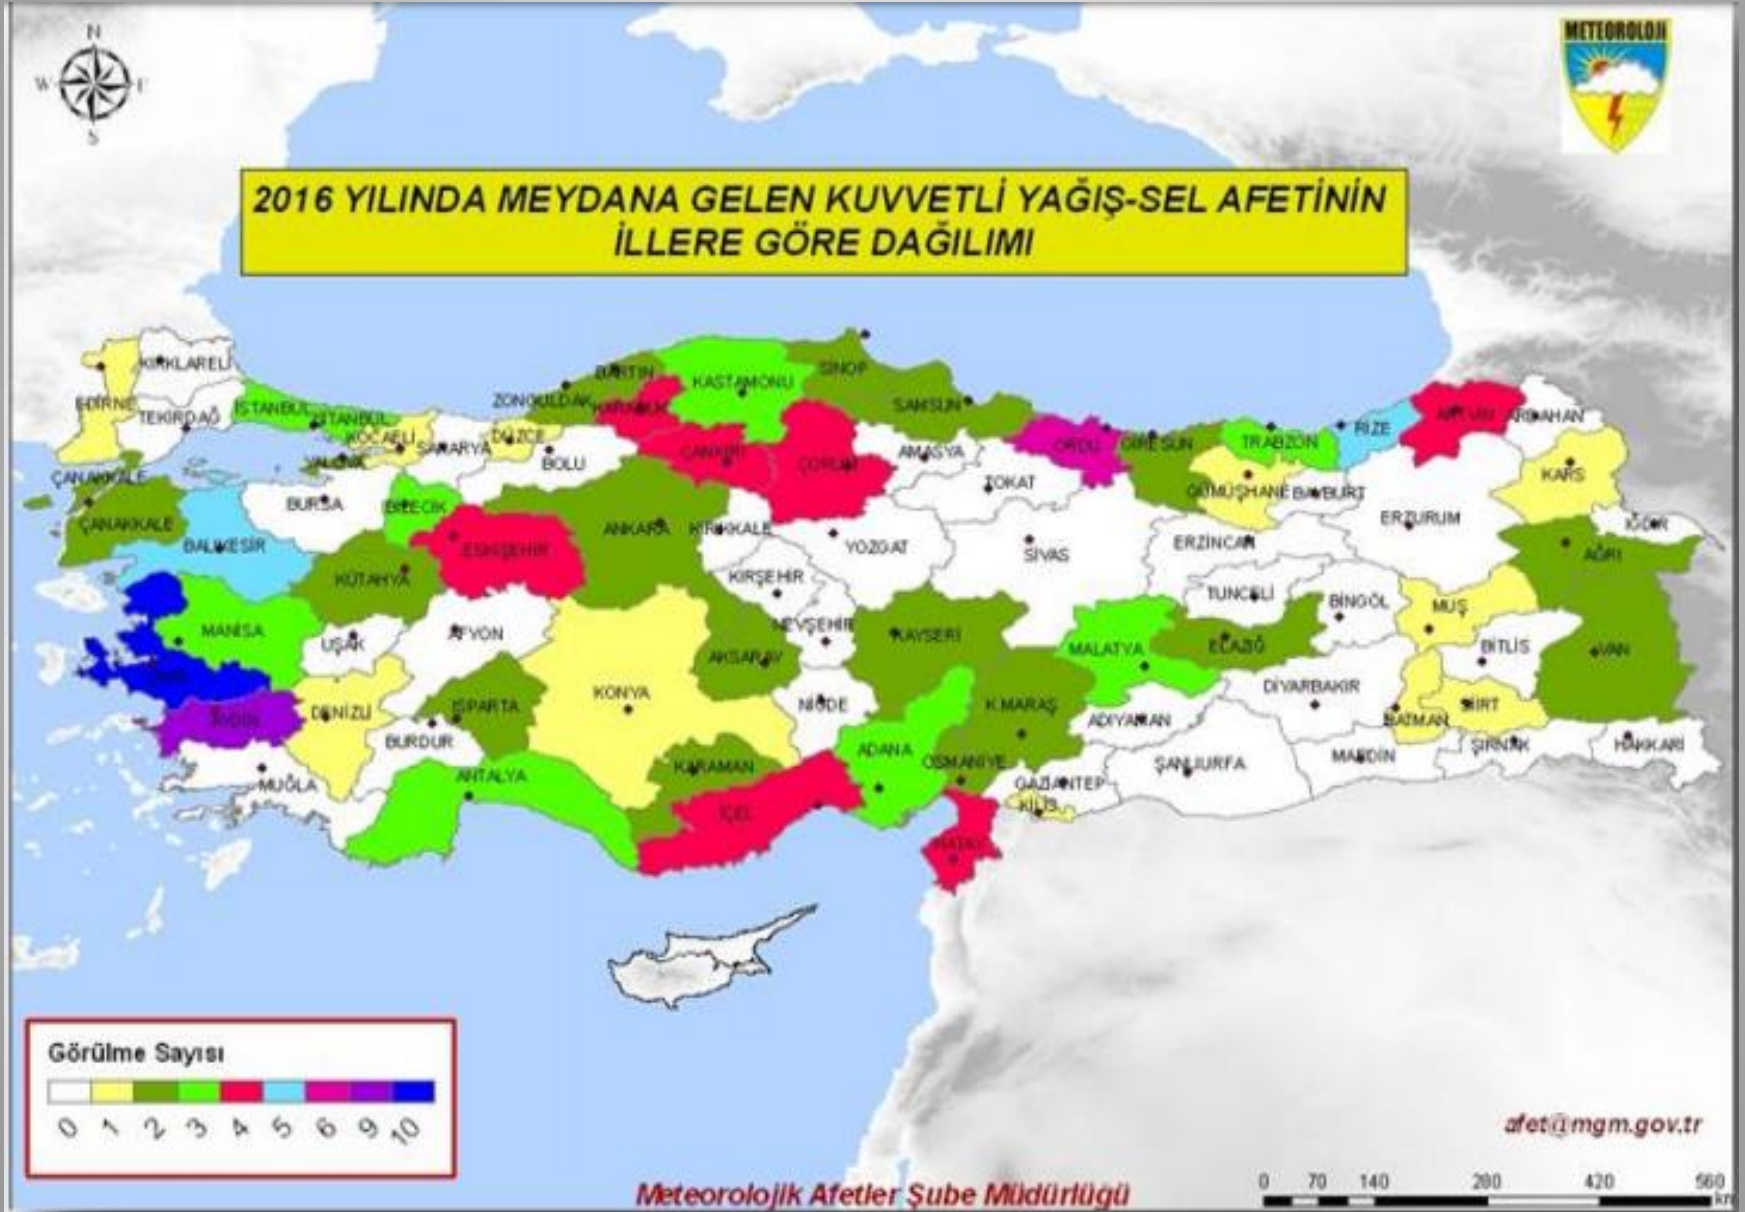 N
W
E
S
METEOROLOJI
2016 YILINDA MEYDANA GELEN KUVVETLİ YAĞIŞ-SEL AFETİNİN
İLLERE GÖRE DAĞILIMI
KIRKLARELİ
EDİRNE
TEKİRDAĞ
İSTANBUL
İSTANBUL
KOCAELİ
YALOVA
SAKARYA
DÜZCE
BOLU
ZONGULDAK
BARTIN
KARABÜK
KASTAMONU
SİNOP
SAMSUN
ÇANKIRI
ÇORUM
AMASYA
TOKAT
ORDU
GİRESUN
TRABZON
RİZE
ARTVİN
ARDAHAN
GÜMÜŞHANE
BAYBURT
KARS
ERZURUM
IĞDIR
AĞRI
ÇANAKKALE
ÇANAKKALE
BALIKESİR
BURSA
BİLECİK
ESKİŞEHİR
KÜTAHYA
ANKARA
KIRIKKALE
YOZGAT
SİVAS
ERZİNCAN
KIRŞEHİR
TUNCELİ
BİNGÖL
MUŞ
MANİSA
UŞAK
AFYON
NEVŞEHİR
KAYSERİ
AKSARAY
MALATYA
ELAZIĞ
BİTLİS
VAN
AYDIN
DENİZLİ
ISPARTA
BURDUR
KONYA
NİĞDE
K.MARAŞ
ADIYAMAN
DİYARBAKIR
BATMAN
SİİRT
ŞIRNAK
HAKKARİ
MARDİN
MUĞLA
ANTALYA
KARAMAN
İÇEL
ADANA
OSMANİYE
GAZİANTEP
KİLİS
ŞANLIURFA
HATAY
Görülme Sayısı
0 1 2 3 4 5 6 9 10
afet@mgm.gov.tr
Meteorolojik Afetler Şube Müdürlüğü
0 70 140 280 420 560
km